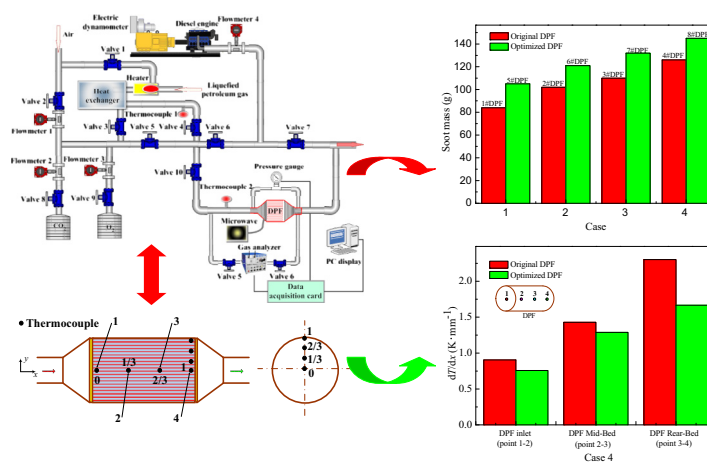 Electric
dynamometer
Diesel engine
Flowmeter 4
Air
Valve 1
Heater
Liquefied
petroleum gas
Heat
exchanger
Valve 2
Thermocouple 1
Flowmeter 1
Valve 3
Valve 5
Valve 4
Valve 6
Valve 7
Flowmeter 2
Flowmeter 3
Valve 10
Pressure gauge
Thermocouple 2
Valve 8
Valve 9
DPF
CO2
O2
Microwave
Gas analyzer
PC display
Valve 5
Valve 6
Data
acquisition card
Thermocouple
1
3
1
2/3
1/3
0
1/3
0
2/3
1
y
x
2
4
Original DPF
Optimized DPF
Soot mass (g)
160
140
120
100
80
60
40
20
0
1#DPF
5#DPF
2#DPF
6#DPF
3#DPF
7#DPF
4#DPF
8#DPF
1 2 3 4
Case
Original DPF
Optimized DPF
1 2 3 4
DPF
dT/dx (K·mm⁻¹)
2.0
1.5
1.0
0.5
0.0
DPF inlet
(point 1-2)
DPF Mid-Bed
(point 2-3)
DPF Rear-Bed
(point 3-4)
Case 4